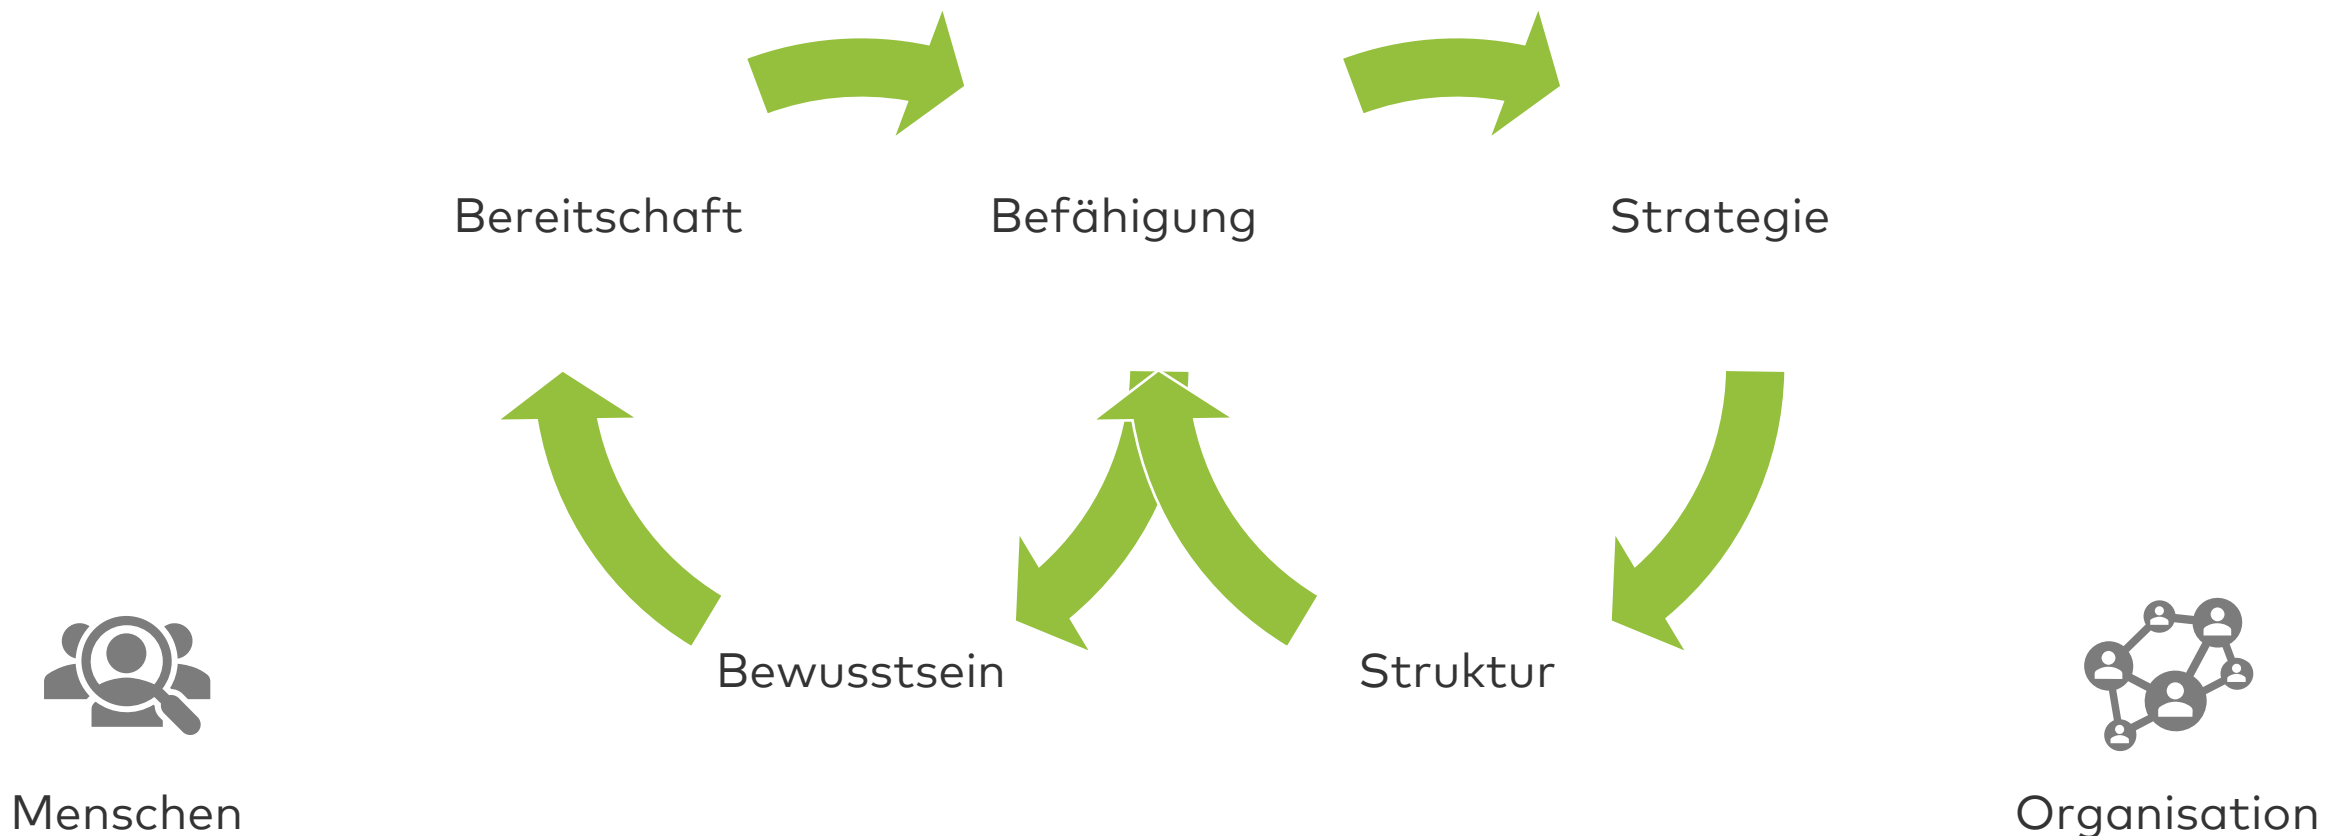 Bereitschaft
Befähigung
Strategie
Bewusstsein
Struktur
Menschen
Organisation